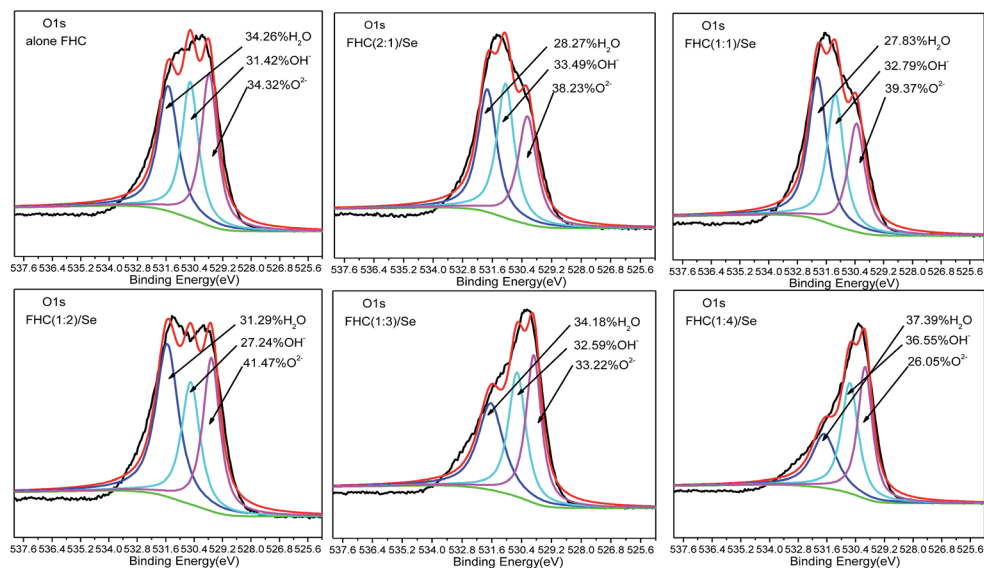 O1s
alone FHC
34.26%H₂O
31.42%OH⁻
34.32%O²⁻
537.6 536.4 535.2 534.0 532.8 531.6 530.4 529.2 528.0 526.8 525.6
Binding Energy(eV)
O1s
FHC(2:1)/Se
28.27%H₂O
33.49%OH⁻
38.23%O²⁻
537.6 536.4 535.2 534.0 532.8 531.6 530.4 529.2 528.0 526.8 525.6
Binding Energy(eV)
O1s
FHC(1:1)/Se
27.83%H₂O
32.79%OH⁻
39.37%O²⁻
537.6 536.4 535.2 534.0 532.8 531.6 530.4 529.2 528.0 526.8 525.6
Binding Energy(eV)
O1s
FHC(1:2)/Se
31.29%H₂O
27.24%OH⁻
41.47%O²⁻
537.6 536.4 535.2 534.0 532.8 531.6 530.4 529.2 528.0 526.8 525.6
Binding Energy(eV)
O1s
FHC(1:3)/Se
34.18%H₂O
32.59%OH⁻
33.22%O²⁻
537.6 536.4 535.2 534.0 532.8 531.6 530.4 529.2 528.0 526.8 525.6
Binding Energy(eV)
O1s
FHC(1:4)/Se
37.39%H₂O
36.55%OH⁻
26.05%O²⁻
537.6 536.4 535.2 534.0 532.8 531.6 530.4 529.2 528.0 526.8 525.6
Binding Energy(eV)